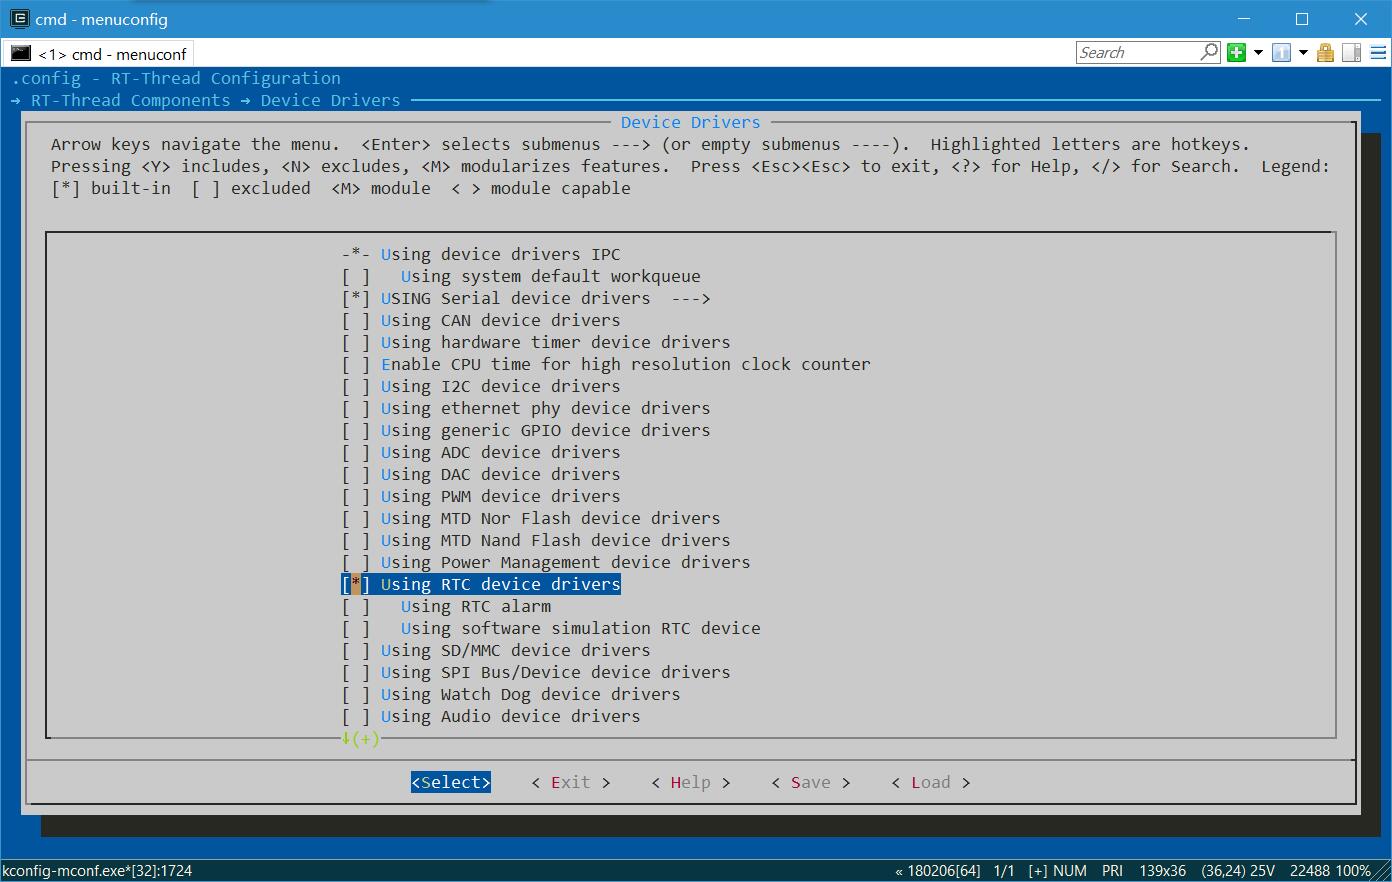 cmd - menuconfig
<1> cmd - menuconf
Search
.config - RT-Thread Configuration
→ RT-Thread Components → Device Drivers
Device Drivers
Arrow keys navigate the menu.  <Enter> selects submenus ---> (or empty submenus ----).  Highlighted letters are hotkeys.
Pressing <Y> includes, <N> excludes, <M> modularizes features.  Press <Esc><Esc> to exit, <?> for Help, </> for Search.  Legend:
[*] built-in  [ ] excluded  <M> module  < > module capable
-*- Using device drivers IPC
[ ]   Using system default workqueue
[*] USING Serial device drivers  --->
[ ] Using CAN device drivers
[ ] Using hardware timer device drivers
[ ] Enable CPU time for high resolution clock counter
[ ] Using I2C device drivers
[ ] Using ethernet phy device drivers
[ ] Using generic GPIO device drivers
[ ] Using ADC device drivers
[ ] Using DAC device drivers
[ ] Using PWM device drivers
[ ] Using MTD Nor Flash device drivers
[ ] Using MTD Nand Flash device drivers
[ ] Using Power Management device drivers
[*] Using RTC device drivers
[ ]   Using RTC alarm
[ ]   Using software simulation RTC device
[ ] Using SD/MMC device drivers
[ ] Using SPI Bus/Device device drivers
[ ] Using Watch Dog device drivers
[ ] Using Audio device drivers
↓(+)
<Select>    < Exit >    < Help >    < Save >    < Load >
kconfig-mconf.exe*[32]:1724    « 180206[64]  1/1  [+] NUM  PRI  139x36  (36,24) 25V  22488 100%